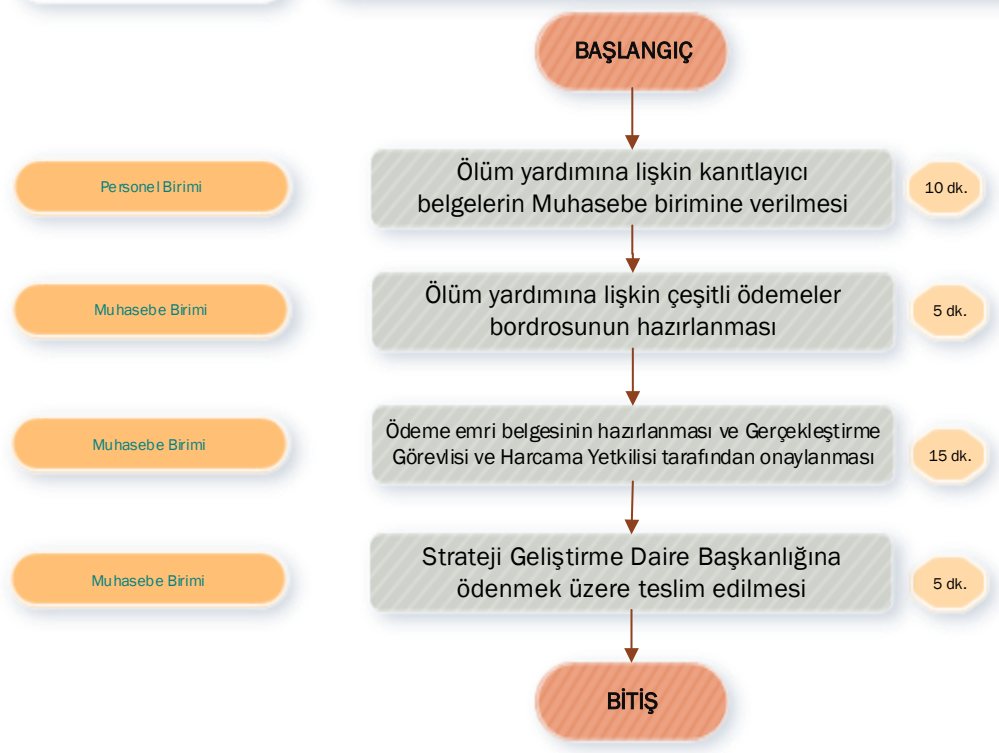 BAŞLANGIÇ
Personel Birimi
Ölüm yardımına lişkin kanıtlayıcı
belgelerin Muhasebe birimine verilmesi
10 dk.
Muhasebe Birimi
Ölüm yardımına lişkin çeşitli ödemeler
bordrosunun hazırlanması
5 dk.
Muhasebe Birimi
Ödeme emri belgesinin hazırlanması ve Gerçekleştirme
Görevlisi ve Harcama Yetkilisi tarafından onaylanması
15 dk.
Muhasebe Birimi
Strateji Geliştirme Daire Başkanlığına
ödenmek üzere teslim edilmesi
5 dk.
BİTİŞ